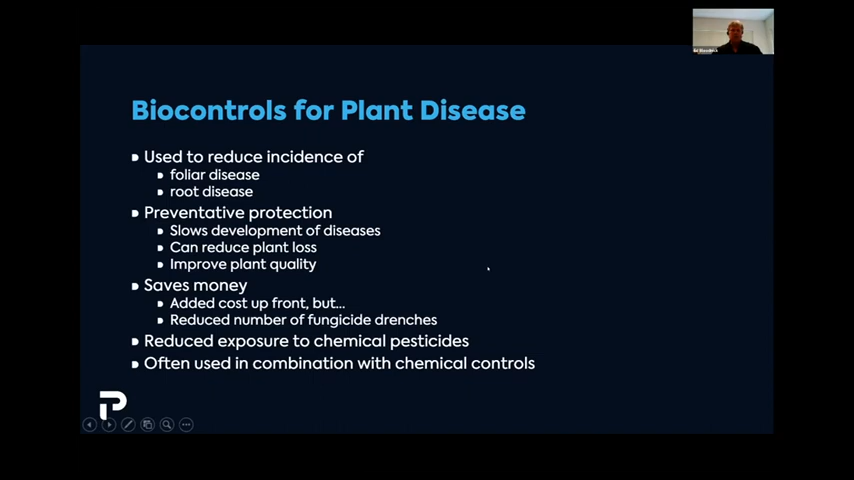 Biocontrols for Plant Disease
Used to reduce incidence of
foliar disease
root disease
Preventative protection
Slows development of diseases
Can reduce plant loss
Improve plant quality
Saves money
Added cost up front, but...
Reduced number of fungicide drenches
Reduced exposure to chemical pesticides
Often used in combination with chemical controls